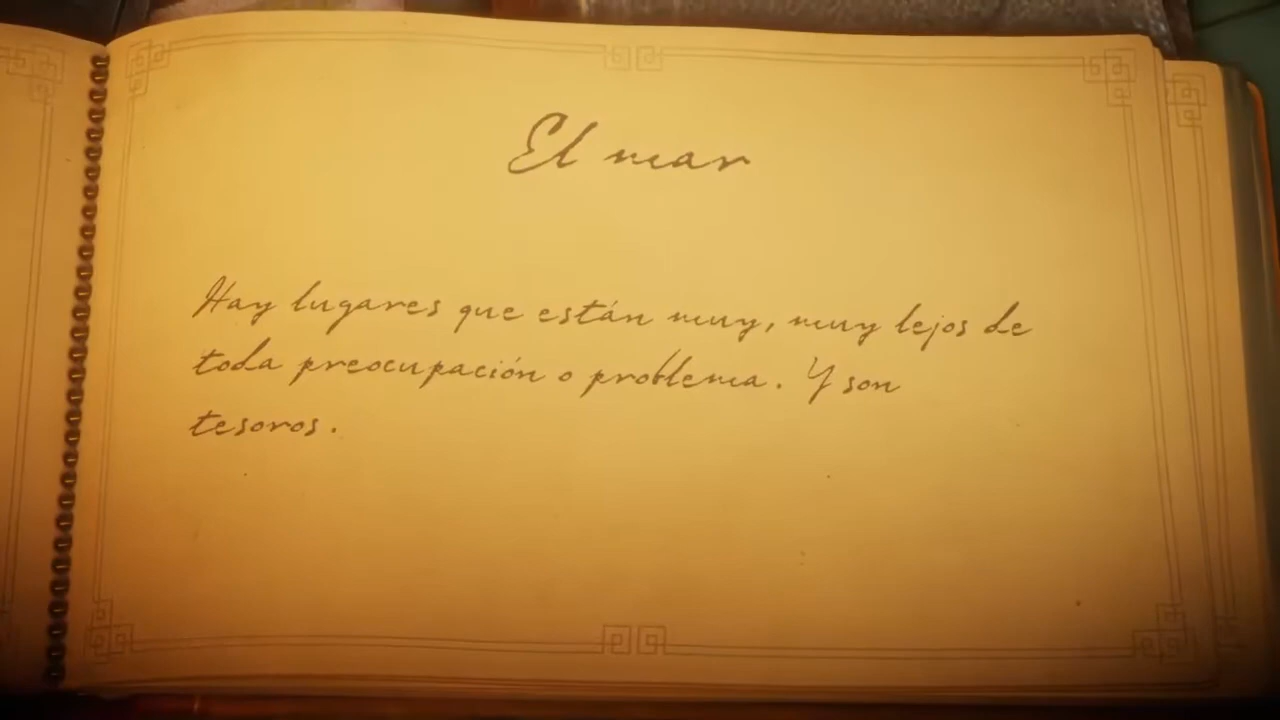 El mar
Hay lugares que están muy, muy lejos de
toda preocupación o problema. Y son
tesoros.